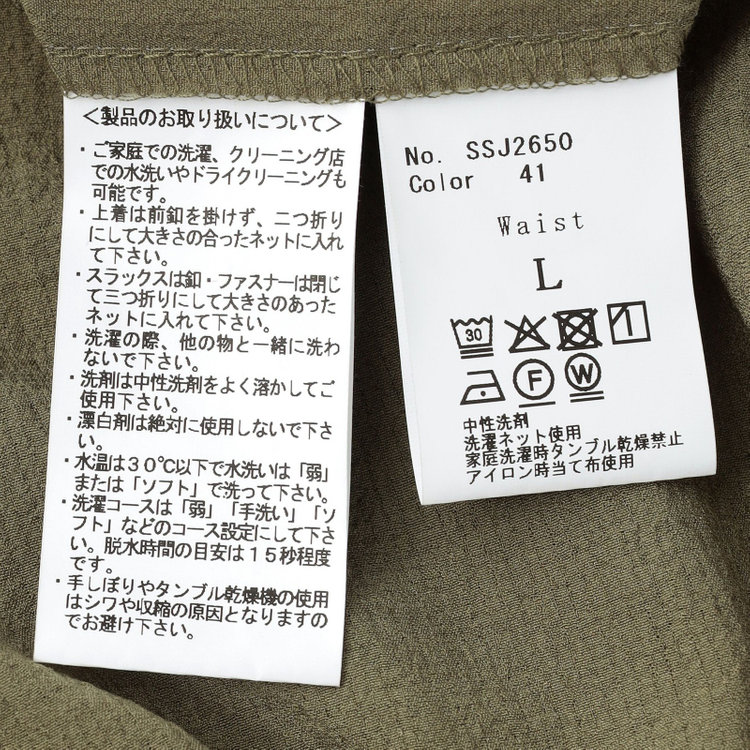 ＜製品のお取り扱いについて＞
・ご家庭での洗濯、クリーニング店
での水洗いやドライクリーニングも
可能です。
・上着は前釦を掛けず、二つ折り
にして大きさの合ったネットに入れ
て下さい。
・スラックスは釦・ファスナーは閉じ
て三つ折りにして大きさのあった
ネットに入れて下さい。
・洗濯の際、他の物と一緒に洗わ
ないで下さい。
・洗剤は中性洗剤をよく溶かしてご
使用下さい。
・漂白剤は絶対に使用しないで下さ
い。
・水温は３０℃以下で水洗いは「弱」
または「ソフト」で洗って下さい。
・洗濯コースは「弱」「手洗い」「ソ
フト」などのコース設定にして下さ
い。脱水時間の目安は１５秒程度
です。
・手しぼりやタンブル乾燥機の使用
はシワや収縮の原因となりますの
でお避け下さい。
No. SSJ2650
Color 41
Waist
L
30
F W
中性洗剤
洗濯ネット使用
家庭洗濯時タンブル乾燥禁止
アイロン時当て布使用